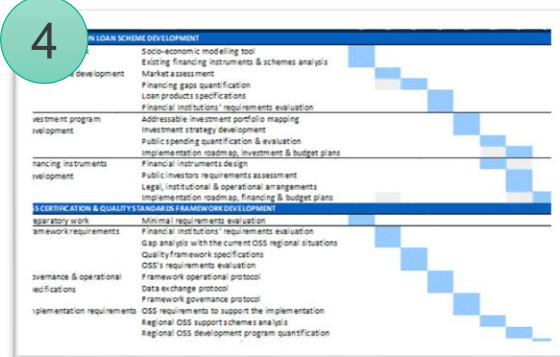 4
N LOAN SCHEME DEVELOPMENT
Socio-economic modelling tool
Existing financing instruments & schemes analysis
development Market assessment
Financing gaps quantification
Loan products specifications
Financial Institutions' requirements evaluation
vestment program Addressable investment portfolio mapping
velopment Investment strategy development
Public spending quantification & evaluation
Implementation roadmap, investment & budget plans
nancing instruments Financial instruments design
velopment Public investors requirements assessment
Legal, institutional & operational arrangements
Implementation roadmap, financing & budget plans
S CERTIFICATION & QUALITY STANDARDS FRAMEWORK DEVELOPMENT
eparatory work Minimal requirements evaluation
amework requirements Financial Institutions' requirements evaluation
Gap analysis with the current OSS regional situations
Quality framework specifications
OSS's requirements evaluation
overnance & operational Framework operational protocol
ecifications Data exchange protocol
Framework governance protocol
plementation requirements OSS requirements to support the implementation
Regional OSS support schemes analysis
Regional OSS development program quantification